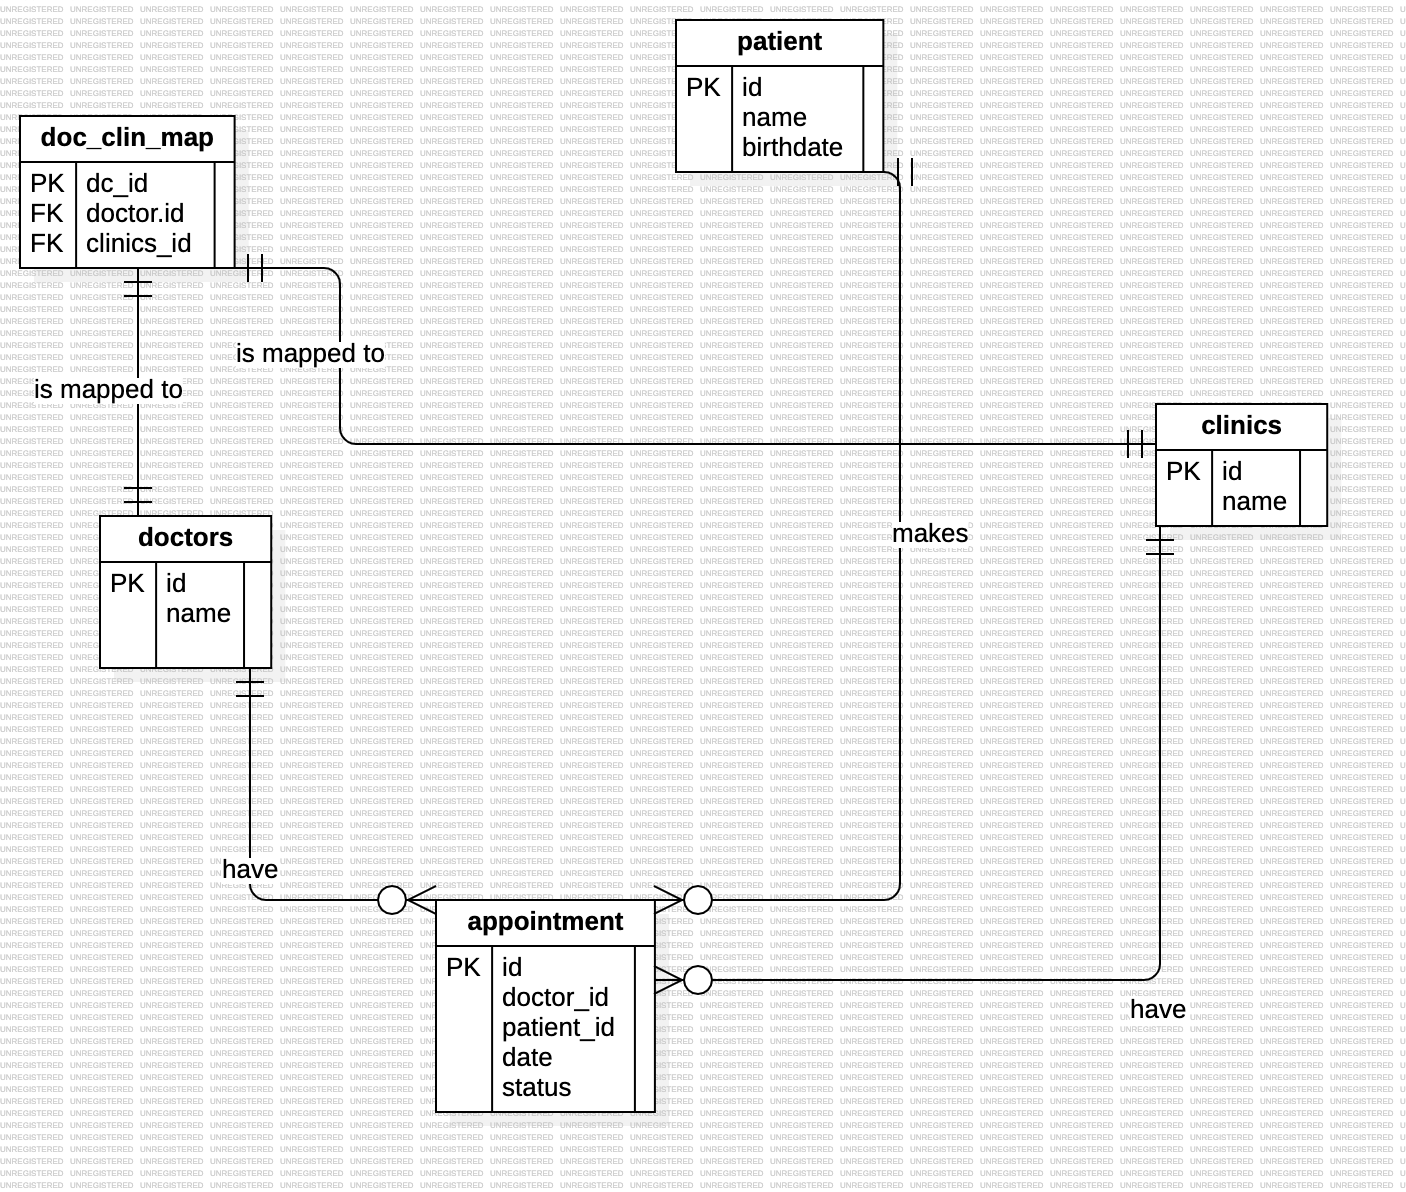 patient
PK id
name
birthdate
doc_clin_map
PK dc_id
FK doctor.id
FK clinics_id
is mapped to
is mapped to
clinics
PK id
name
doctors
PK id
name
makes
have
appointment
PK id
doctor_id
patient_id
date
status
have
UNREGISTERED